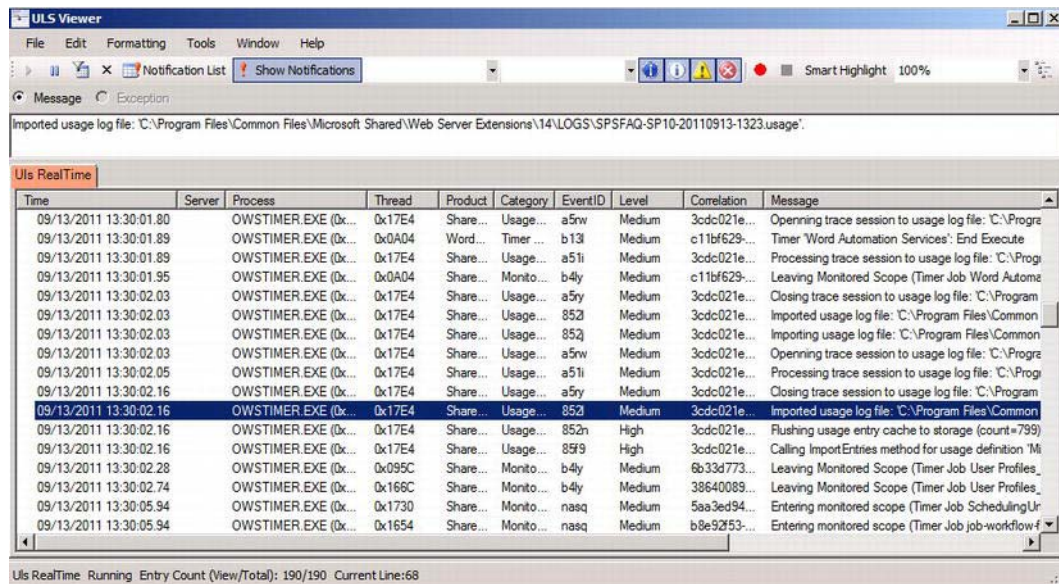 ULS Viewer
File Edit Formatting Tools Window Help
Notification List Show Notifications Smart Highlight 100%
Message Exception
Imported usage log file: 'C:\Program Files\Common Files\Microsoft Shared\Web Server Extensions\14\LOGS\SPSFAQ-SP10-20110913-1323.usage'.
Uls RealTime
Time Server Process Thread Product Category EventID Level Correlation Message
09/13/2011 13:30:01.80 OWSTIMER.EXE (0x... 0x17E4 Share... Usage... a5rw Medium 3cdc021e... Openning trace session to usage log file: 'C:\Progra
09/13/2011 13:30:01.89 OWSTIMER.EXE (0x... 0x0A04 Word... Timer ... b13l Medium c11bf629-... Timer 'Word Automation Services': End Execute
09/13/2011 13:30:01.89 OWSTIMER.EXE (0x... 0x17E4 Share... Usage... a51i Medium 3cdc021e... Processing trace session to usage log file: 'C:\Progr
09/13/2011 13:30:01.95 OWSTIMER.EXE (0x... 0x0A04 Share... Monito... b4ly Medium c11bf629-... Leaving Monitored Scope (Timer Job Word Automa
09/13/2011 13:30:02.03 OWSTIMER.EXE (0x... 0x17E4 Share... Usage... a5ry Medium 3cdc021e... Closing trace session to usage log file: 'C:\Program
09/13/2011 13:30:02.03 OWSTIMER.EXE (0x... 0x17E4 Share... Usage... 852l Medium 3cdc021e... Imported usage log file: 'C:\Program Files\Common
09/13/2011 13:30:02.03 OWSTIMER.EXE (0x... 0x17E4 Share... Usage... 852j Medium 3cdc021e... Importing usage log file: 'C:\Program Files\Common
09/13/2011 13:30:02.03 OWSTIMER.EXE (0x... 0x17E4 Share... Usage... a5rw Medium 3cdc021e... Openning trace session to usage log file: 'C:\Progra
09/13/2011 13:30:02.05 OWSTIMER.EXE (0x... 0x17E4 Share... Usage... a51i Medium 3cdc021e... Processing trace session to usage log file: 'C:\Progr
09/13/2011 13:30:02.16 OWSTIMER.EXE (0x... 0x17E4 Share... Usage... a5ry Medium 3cdc021e... Closing trace session to usage log file: 'C:\Program
09/13/2011 13:30:02.16 OWSTIMER.EXE (0x... 0x17E4 Share... Usage... 852l Medium 3cdc021e... Imported usage log file: 'C:\Program Files\Common
09/13/2011 13:30:02.16 OWSTIMER.EXE (0x... 0x17E4 Share... Usage... 852n High 3cdc021e... Flushing usage entry cache to storage (count=799)
09/13/2011 13:30:02.16 OWSTIMER.EXE (0x... 0x17E4 Share... Usage... 85f9 High 3cdc021e... Calling ImportEntries method for usage definition 'Mi
09/13/2011 13:30:02.28 OWSTIMER.EXE (0x... 0x095C Share... Monito... b4ly Medium 6b33d773... Leaving Monitored Scope (Timer Job User Profiles_
09/13/2011 13:30:02.74 OWSTIMER.EXE (0x... 0x166C Share... Monito... b4ly Medium 38640089... Leaving Monitored Scope (Timer Job User Profiles_
09/13/2011 13:30:05.94 OWSTIMER.EXE (0x... 0x1730 Share... Monito... nasq Medium 5aa3ed94... Entering monitored scope (Timer Job SchedulingUn
09/13/2011 13:30:05.94 OWSTIMER.EXE (0x... 0x1654 Share... Monito... nasq Medium b8e92f53-... Entering monitored scope (Timer Job job-workflow-f
Uls RealTime Running Entry Count (View/Total): 190/190 Current Line:68